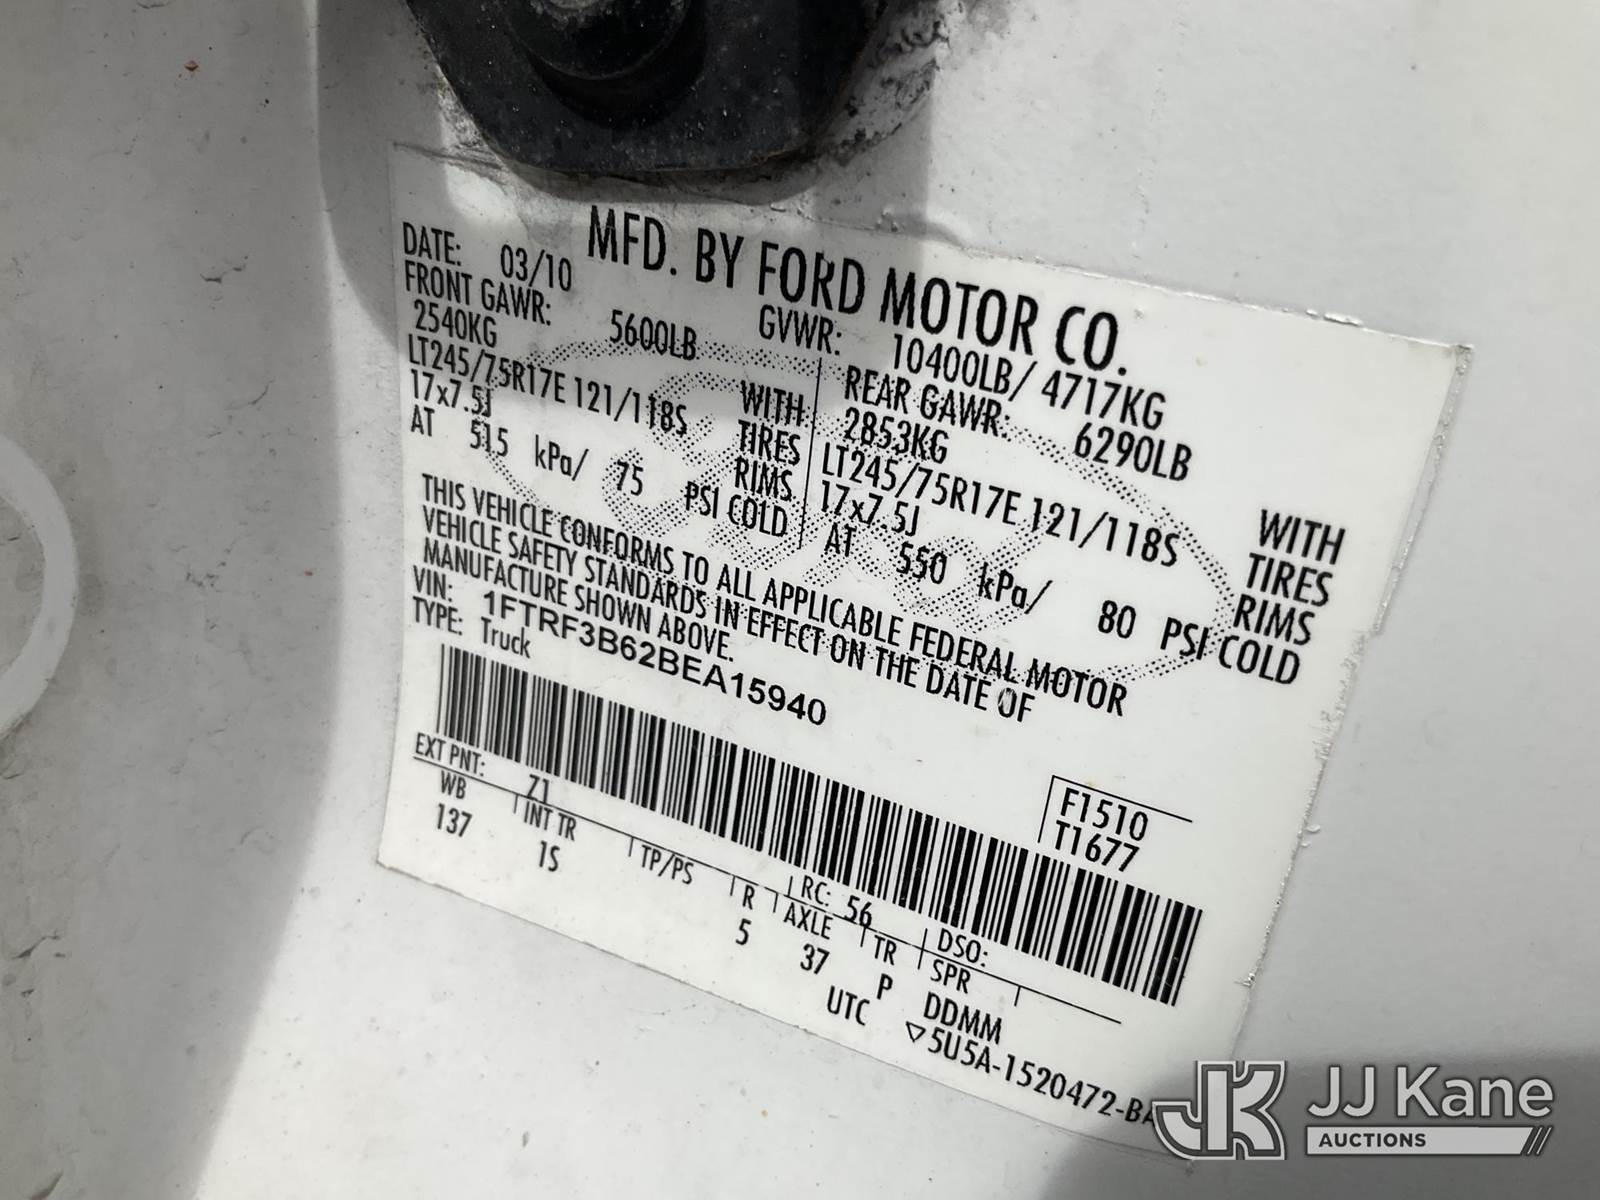 MFD. BY FORD MOTOR CO.
DATE: 03/10 GVWR: 10400LB/ 4717KG
FRONT GAWR: 5600LB REAR GAWR: 6290LB
2540KG WITH 2853KG WITH
LT245/75R17E 121/118S TIRES LT245/75R17E 121/118S TIRES
17x7.5J RIMS 17x7.5J RIMS
AT 515 kPa/ 75 PSI COLD AT 550 kPa/ 80 PSI COLD
THIS VEHICLE CONFORMS TO ALL APPLICABLE FEDERAL MOTOR
VEHICLE SAFETY STANDARDS IN EFFECT ON THE DATE OF
MANUFACTURE SHOWN ABOVE.
VIN: 1FTRF3B62BEA15940
TYPE: Truck
F1510
T1677
EXT PNT: Z1 RC: 56 DSO:
WB INT TR TP/PS R AXLE TR SPR
137 1S 5 37 P DDMM
UTC ▽5U5A-1520472-BA
JK JJ Kane
AUCTIONS